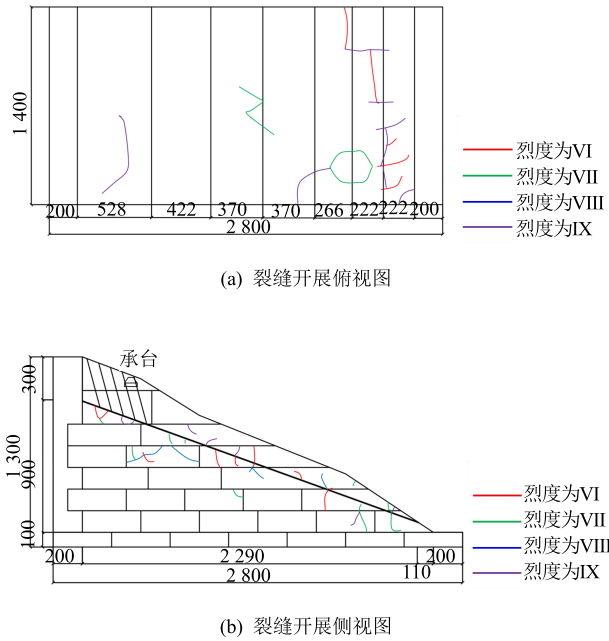 1 400
烈度为VI
烈度为VII
烈度为VIII
烈度为IX
200 528 422 370 370 266 222 222 200
2 800
(a) 裂缝开展俯视图
承台
300
1 300
900
100
烈度为VI
烈度为VII
烈度为VIII
烈度为IX
200 2 290 200
110
2 800
(b) 裂缝开展侧视图